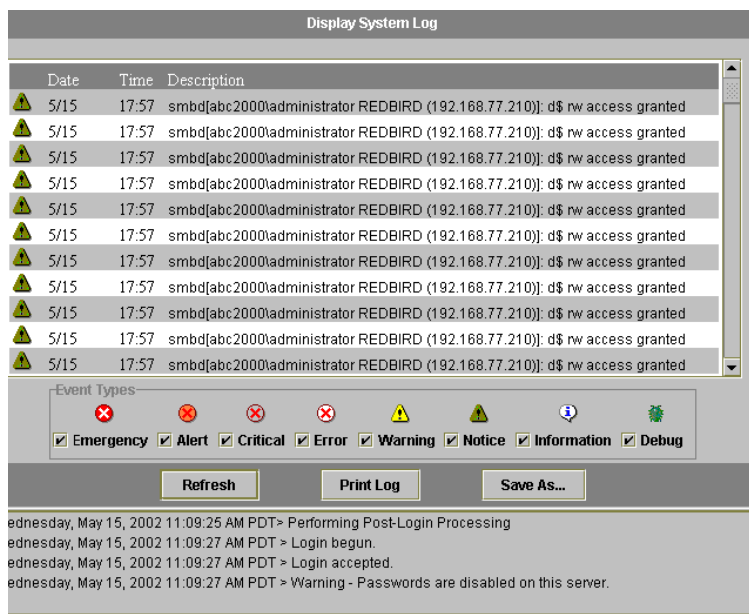 Display System Log
Date Time Description
5/15 17:57 smbd[abc2000\administrator REDBIRD (192.168.77.210)]: d$ rw access granted
5/15 17:57 smbd[abc2000\administrator REDBIRD (192.168.77.210)]: d$ rw access granted
5/15 17:57 smbd[abc2000\administrator REDBIRD (192.168.77.210)]: d$ rw access granted
5/15 17:57 smbd[abc2000\administrator REDBIRD (192.168.77.210)]: d$ rw access granted
5/15 17:57 smbd[abc2000\administrator REDBIRD (192.168.77.210)]: d$ rw access granted
5/15 17:57 smbd[abc2000\administrator REDBIRD (192.168.77.210)]: d$ rw access granted
5/15 17:57 smbd[abc2000\administrator REDBIRD (192.168.77.210)]: d$ rw access granted
5/15 17:57 smbd[abc2000\administrator REDBIRD (192.168.77.210)]: d$ rw access granted
5/15 17:57 smbd[abc2000\administrator REDBIRD (192.168.77.210)]: d$ rw access granted
5/15 17:57 smbd[abc2000\administrator REDBIRD (192.168.77.210)]: d$ rw access granted
5/15 17:57 smbd[abc2000\administrator REDBIRD (192.168.77.210)]: d$ rw access granted
Event Types
Emergency Alert Critical Error Warning Notice Information Debug
Refresh Print Log Save As...
ednesday, May 15, 2002 11:09:25 AM PDT> Performing Post-Login Processing
ednesday, May 15, 2002 11:09:27 AM PDT > Login begun.
ednesday, May 15, 2002 11:09:27 AM PDT > Login accepted.
ednesday, May 15, 2002 11:09:27 AM PDT > Warning - Passwords are disabled on this server.